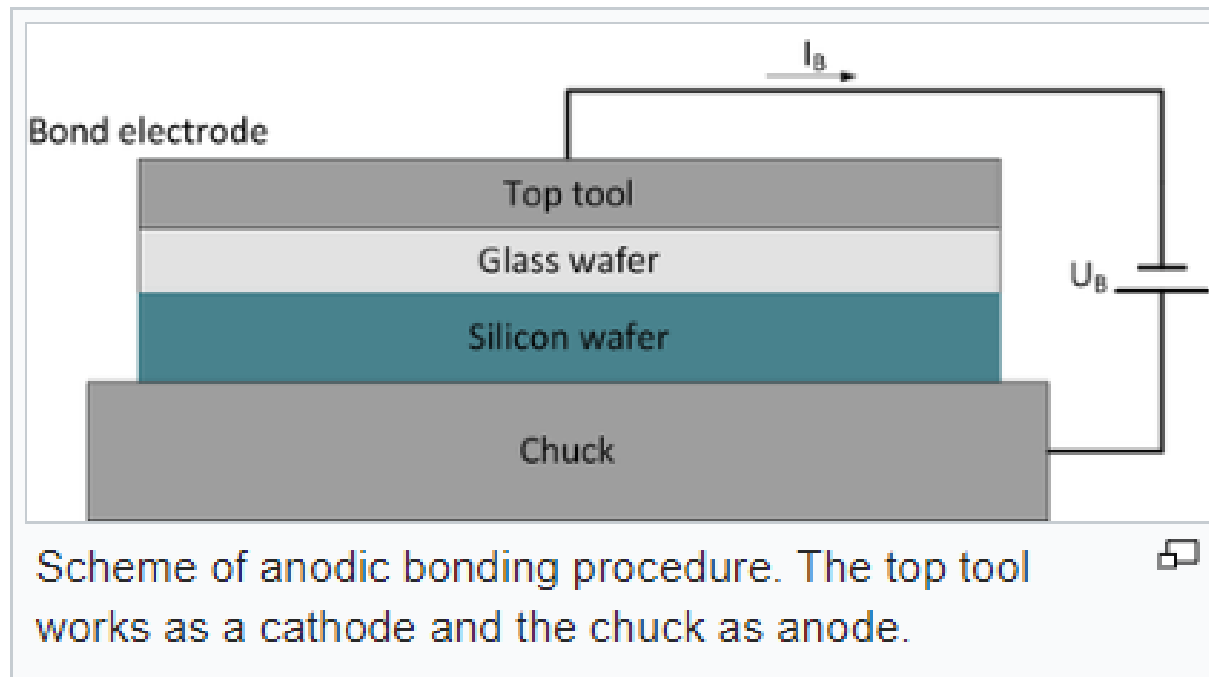 I_B
Bond electrode
Top tool
Glass wafer
U_B
Silicon wafer
Chuck
Scheme of anodic bonding procedure. The top tool
works as a cathode and the chuck as anode.